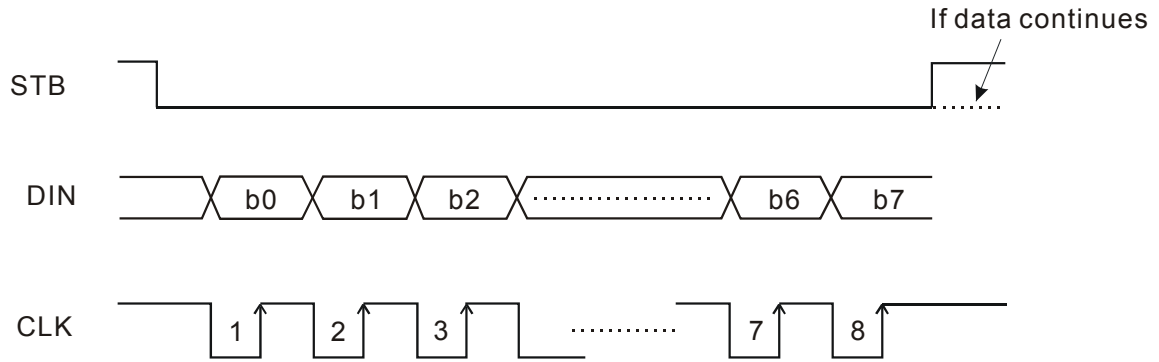 If data continues
STB
DIN b0 b1 b2 b6 b7
CLK 1 2 3 7 8